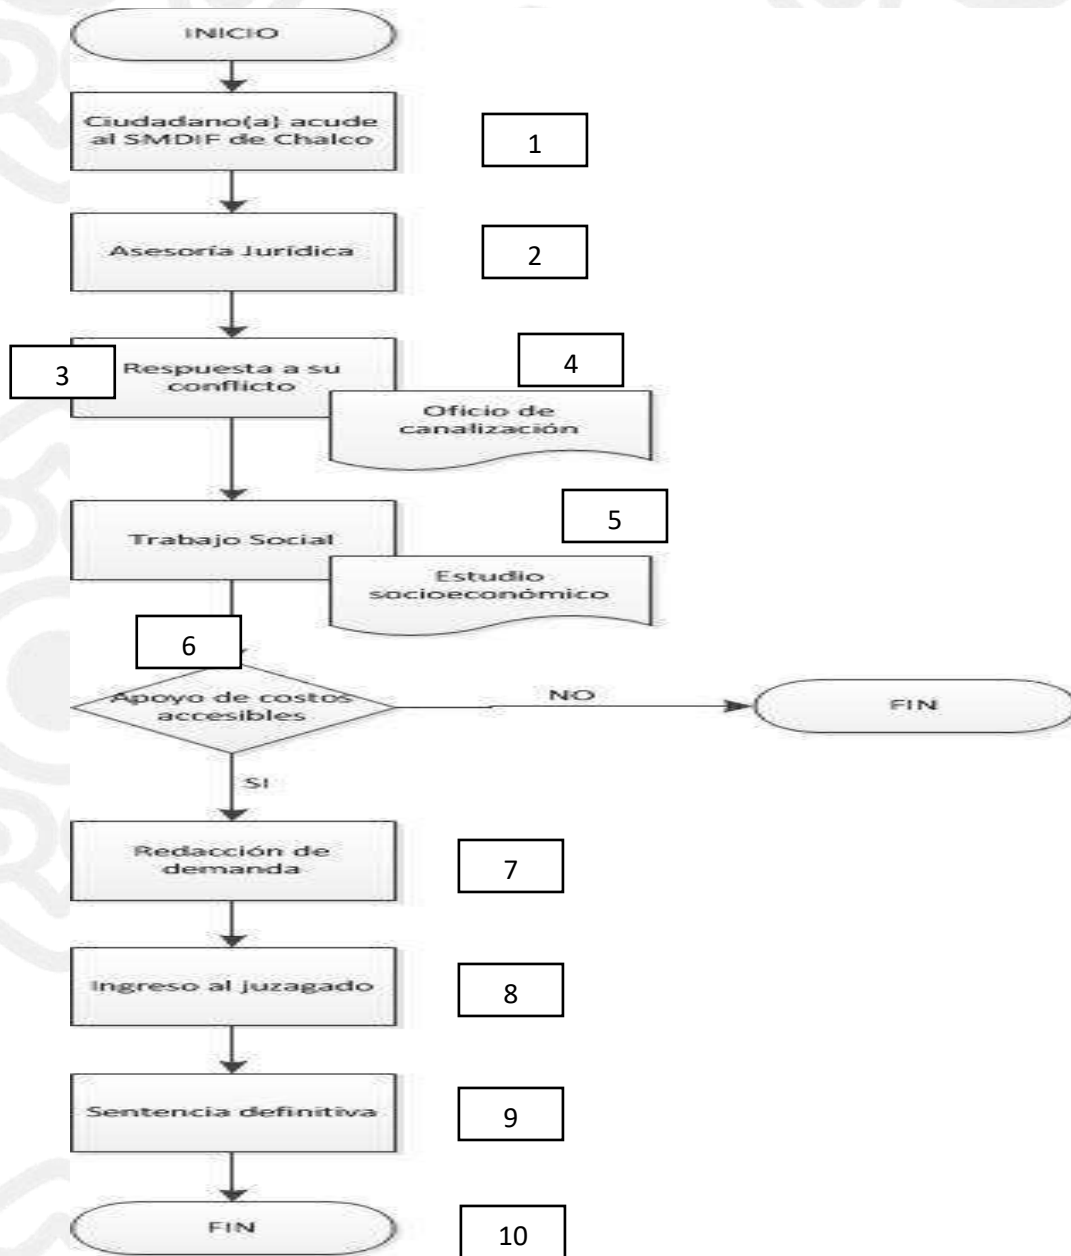 INICIO
Ciudadano(a) acude
al SMDIF de Chalco
1
Asesoría Jurídica
2
3
Respuesta a su
conflicto
4
Oficio de
canalización
Trabajo Social
5
Estudio
socioeconómico
6
Apoyo de costos
accesibles
NO
FIN
SI
Redacción de
demanda
7
Ingreso al juzagado
8
Sentencia definitiva
9
FIN
10